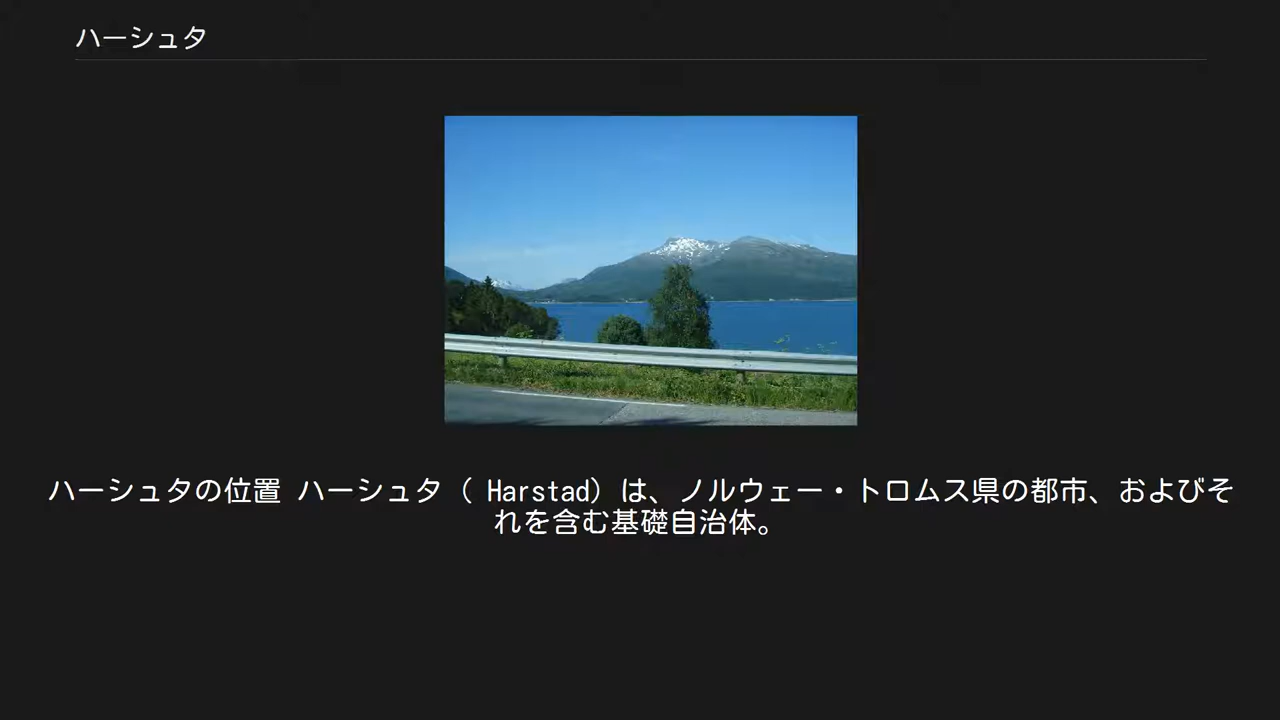 ハーシュタ
ハーシュタの位置 ハーシュタ（ Harstad）は、ノルウェー・トロムス県の都市、およびそ
れを含む基礎自治体。